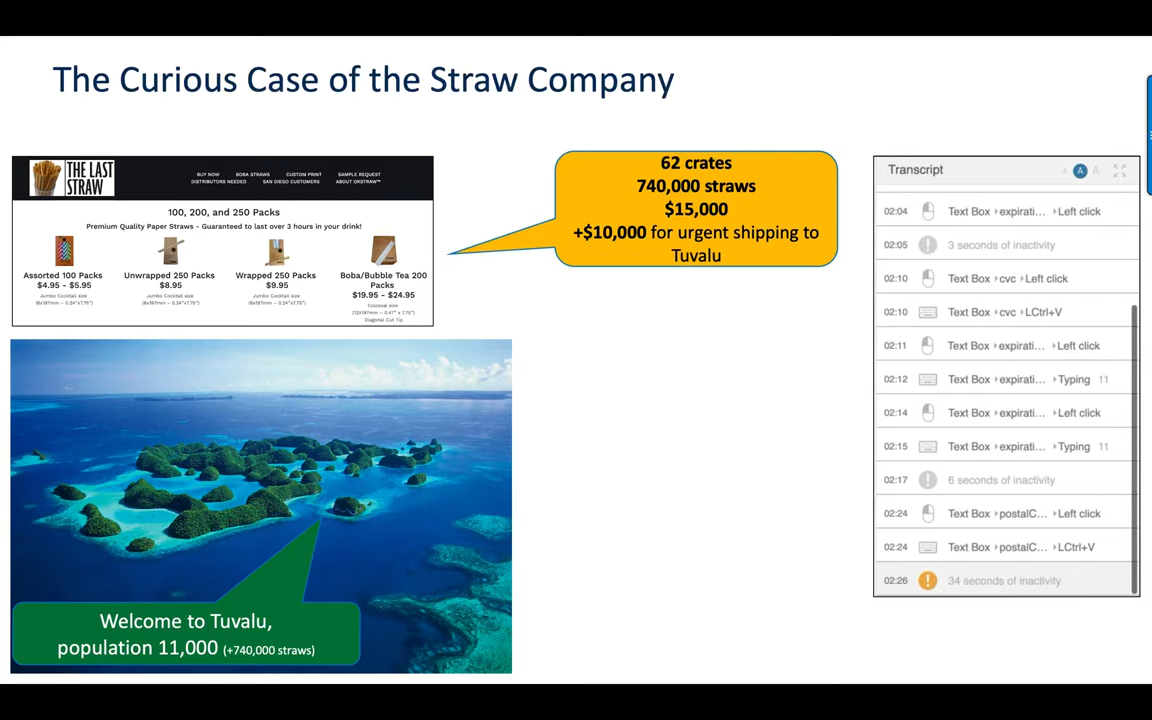 The Curious Case of the Straw Company
THE LAST
STRAW
BUY NOW BOBA STRAWS CUSTOM PRINT SAMPLE REQUEST
DISTRIBUTORS NEEDED SAN DIEGO CUSTOMERS ABOUT OKSTRAW™
100, 200, and 250 Packs
Premium Quality Paper Straws - Guaranteed to last over 3 hours in your drink!
Assorted 100 Packs
$4.95 - $5.95
Jumbo Cocktail size
(6x197mm – 0.24"x7.75")
Unwrapped 250 Packs
$8.95
Jumbo Cocktail size
(6x197mm – 0.24"x7.75")
Wrapped 250 Packs
$9.95
Jumbo Cocktail size
(6x197mm – 0.24"x7.75")
Boba/Bubble Tea 200
Packs
$19.95 - $24.95
Colossal size
(12X197mm – 0.47" x 7.75")
Diagonal Cut Tip
62 crates
740,000 straws
$15,000
+$10,000 for urgent shipping to
Tuvalu
Welcome to Tuvalu,
population 11,000 (+740,000 straws)
Transcript A A A
02:04 Text Box expirati... Left click
02:05 3 seconds of inactivity
02:10 Text Box cvc Left click
02:10 Text Box cvc LCtrl+V
02:11 Text Box expirati... Left click
02:12 Text Box expirati... Typing 11
02:14 Text Box expirati... Left click
02:15 Text Box expirati... Typing 11
02:17 6 seconds of inactivity
02:24 Text Box postalC... Left click
02:24 Text Box postalC... LCtrl+V
02:26 34 seconds of inactivity